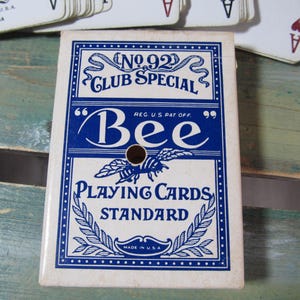 No 92
CLUB SPECIAL
REG. U.S. PAT OFF.
"Bee"
PLAYING CARDS
STANDARD
MADE IN U.S.A.
A
A
A